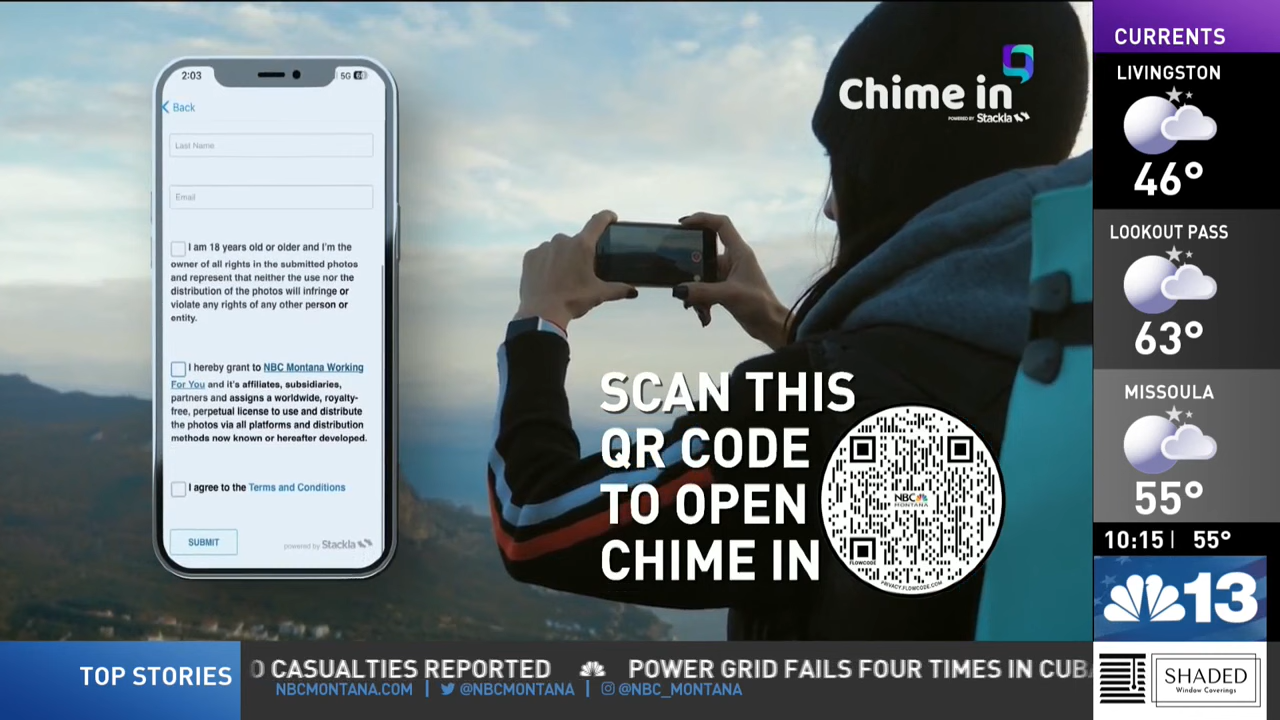 2:03
5G
Back
Last Name
Email
I am 18 years old or older and I'm the
owner of all rights in the submitted photos
and represent that neither the use nor the
distribution of the photos will infringe or
violate any rights of any other person or
entity.
I hereby grant to NBC Montana Working
For You and it's affiliates, subsidiaries,
partners and assigns a worldwide, royalty-
free, perpetual license to use and distribute
the photos via all platforms and distribution
methods now known or hereafter developed.
I agree to the Terms and Conditions
SUBMIT
powered by Stackla
Chime in
POWERED BY Stackla
SCAN THIS
QR CODE
TO OPEN
CHIME IN
NBC
MONTANA
FLOWCODE
PRIVACY.FLOWCODE.COM
CURRENTS
LIVINGSTON
46°
LOOKOUT PASS
63°
MISSOULA
55°
10:15 | 55°
13
TOP STORIES
O CASUALTIES REPORTED POWER GRID FAILS FOUR TIMES IN CUBA
NBCMONTANA.COM | @NBCMONTANA | @NBC_MONTANA
SHADED
Window Coverings